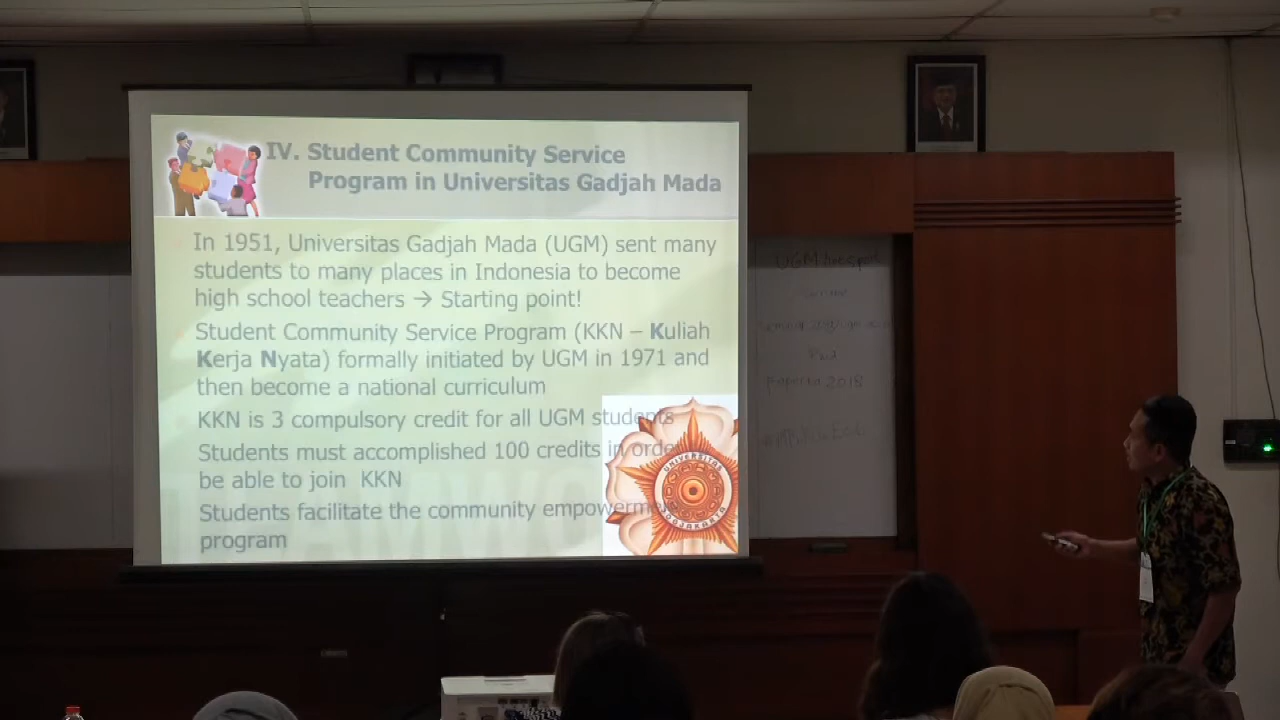 IV. Student Community Service
Program in Universitas Gadjah Mada
In 1951, Universitas Gadjah Mada (UGM) sent many
students to many places in Indonesia to become
high school teachers → Starting point!
Student Community Service Program (KKN – Kuliah
Kerja Nyata) formally initiated by UGM in 1971 and
then become a national curriculum
KKN is 3 compulsory credit for all UGM students
Students must accomplished 100 credits in order
be able to join KKN
Students facilitate the community empowerment
program
UNIVERSITAS
UGM
2018